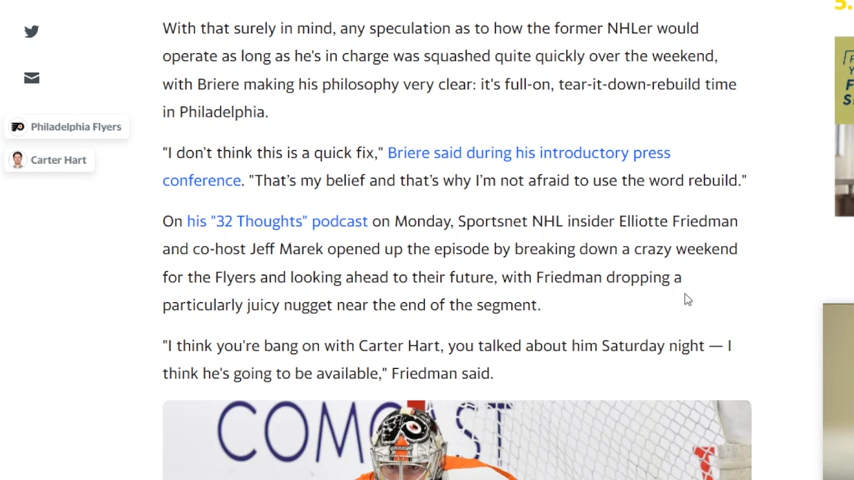 5.
With that surely in mind, any speculation as to how the former NHLer would
operate as long as he's in charge was squashed quite quickly over the weekend,
with Briere making his philosophy very clear: it's full-on, tear-it-down-rebuild time
in Philadelphia.
Philadelphia Flyers
Carter Hart
"I don't think this is a quick fix," Briere said during his introductory press
conference. "That's my belief and that's why I'm not afraid to use the word rebuild."
On his "32 Thoughts" podcast on Monday, Sportsnet NHL insider Elliotte Friedman
and co-host Jeff Marek opened up the episode by breaking down a crazy weekend
for the Flyers and looking ahead to their future, with Friedman dropping a
particularly juicy nugget near the end of the segment.
"I think you're bang on with Carter Hart, you talked about him Saturday night — I
think he's going to be available," Friedman said.
COMCAST